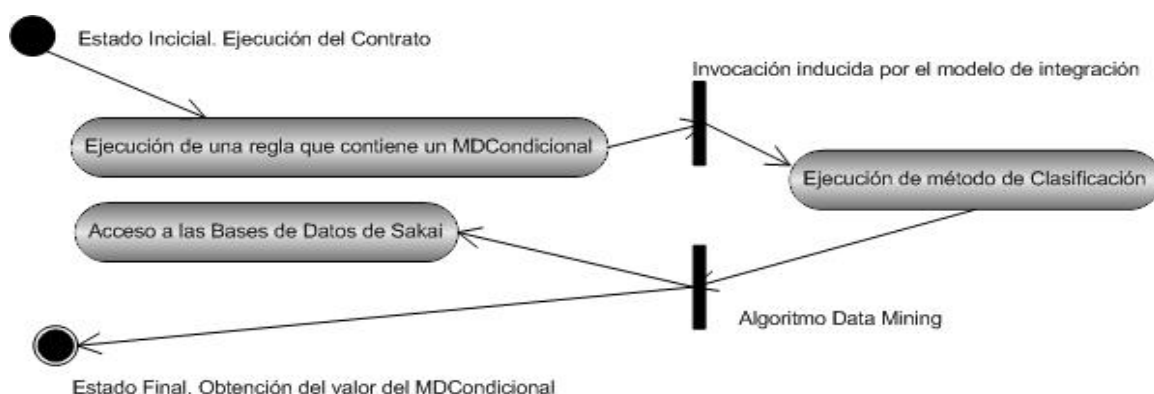 Estado Incicial. Ejecución del Contrato
Invocación inducida por el modelo de integración
Ejecución de una regla que contiene un MDCondicional
Ejecución de método de Clasificación
Acceso a las Bases de Datos de Sakai
Algoritmo Data Mining
Estado Final. Obtención del valor del MDCondicional